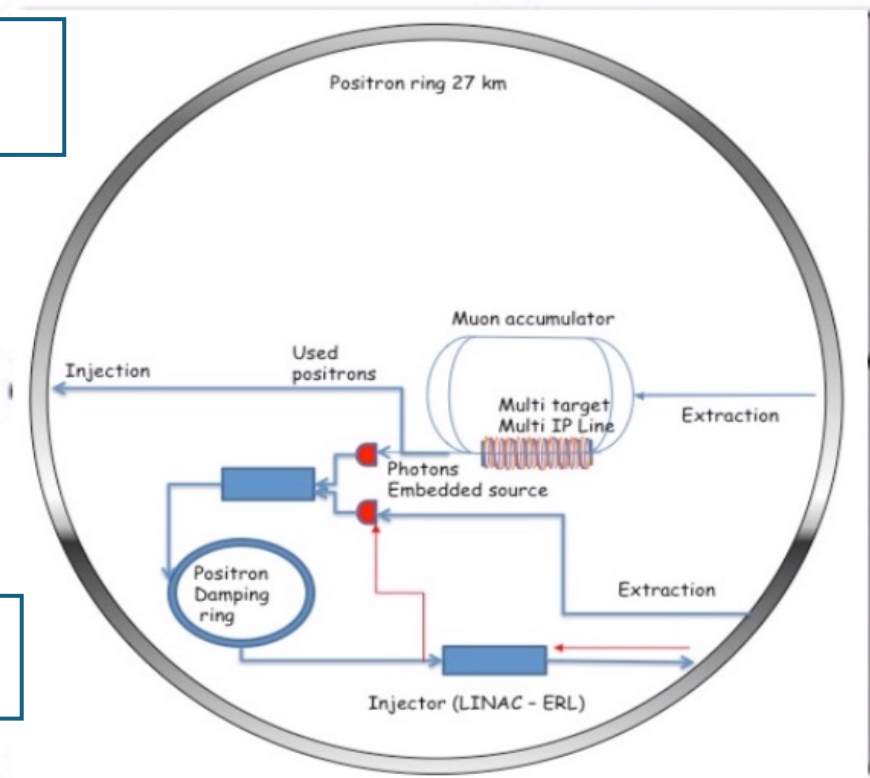 Positron ring 27 km
Muon accumulator
Used
positrons
Injection
Multi target
Multi IP Line
Extraction
Photons
Embedded source
Positron
Damping
ring
Extraction
Injector (LINAC - ERL)